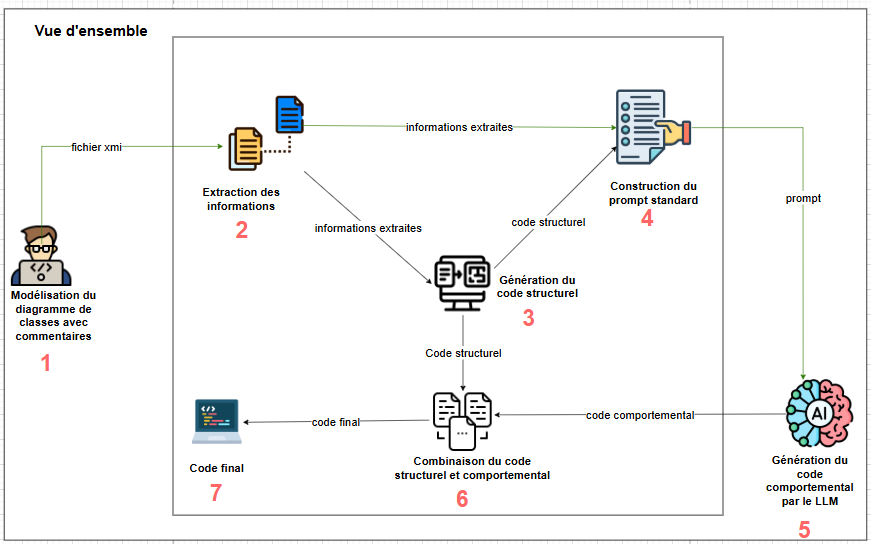 Vue d'ensemble
fichier xmi
informations extraites
Extraction des
informations
2
Construction du
prompt standard
4
prompt
informations extraites
code structurel
Modélisation du
diagramme de
classes avec
commentaires
1
Génération du
code structurel
3
Code structurel
code comportemental
code final
AI
Code final
7
Combinaison du code
structurel et comportemental
6
Génération du
code
comportemental
par le LLM
5